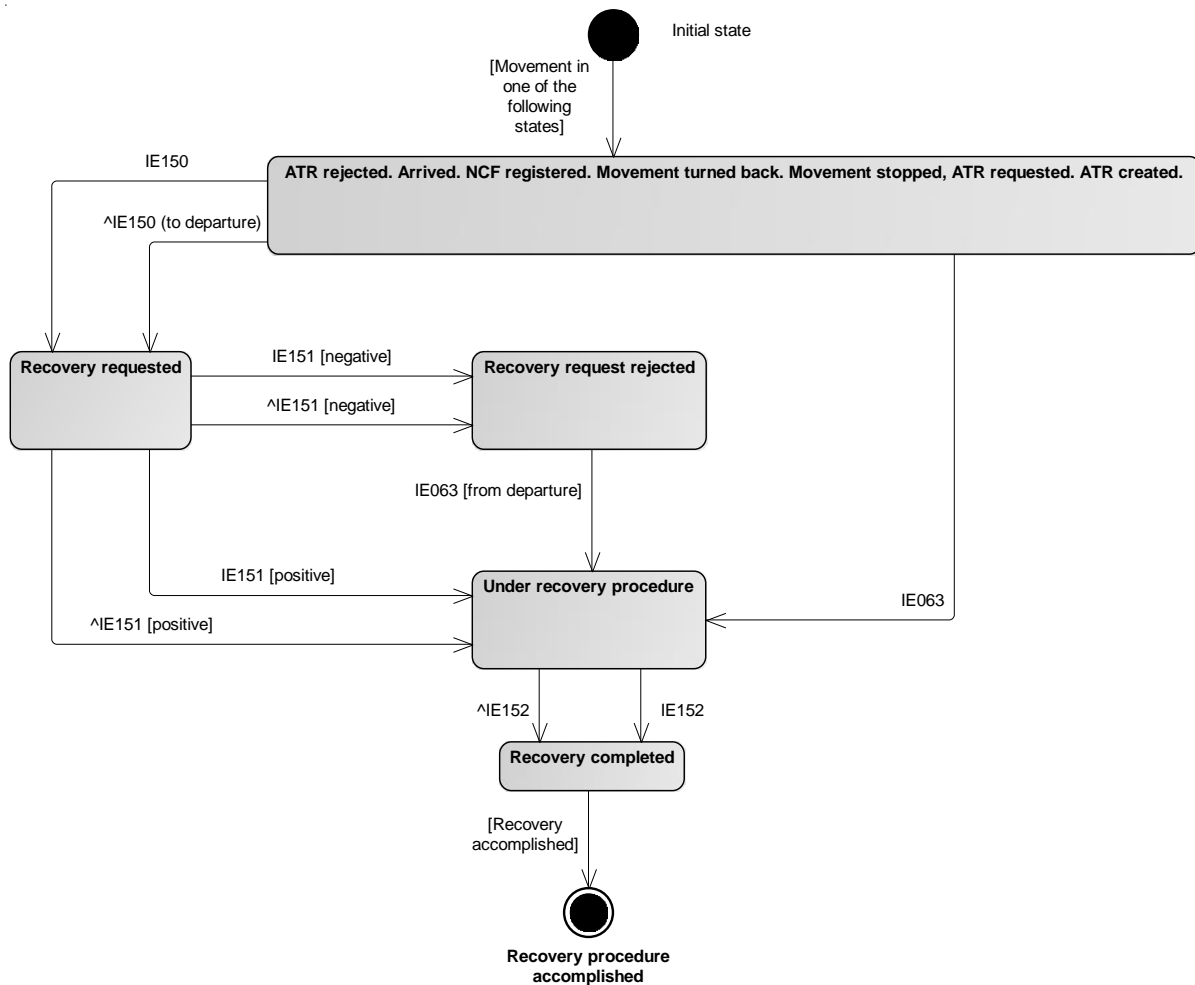 Initial state
[Movement in
one of the
following
states]
IE150
ATR rejected. Arrived. NCF registered. Movement turned back. Movement stopped, ATR requested. ATR created.
^IE150 (to departure)
Recovery requested
IE151 [negative]
Recovery request rejected
^IE151 [negative]
IE063 [from departure]
IE151 [positive]
Under recovery procedure
IE063
^IE151 [positive]
^IE152
IE152
Recovery completed
[Recovery
accomplished]
Recovery procedure
accomplished